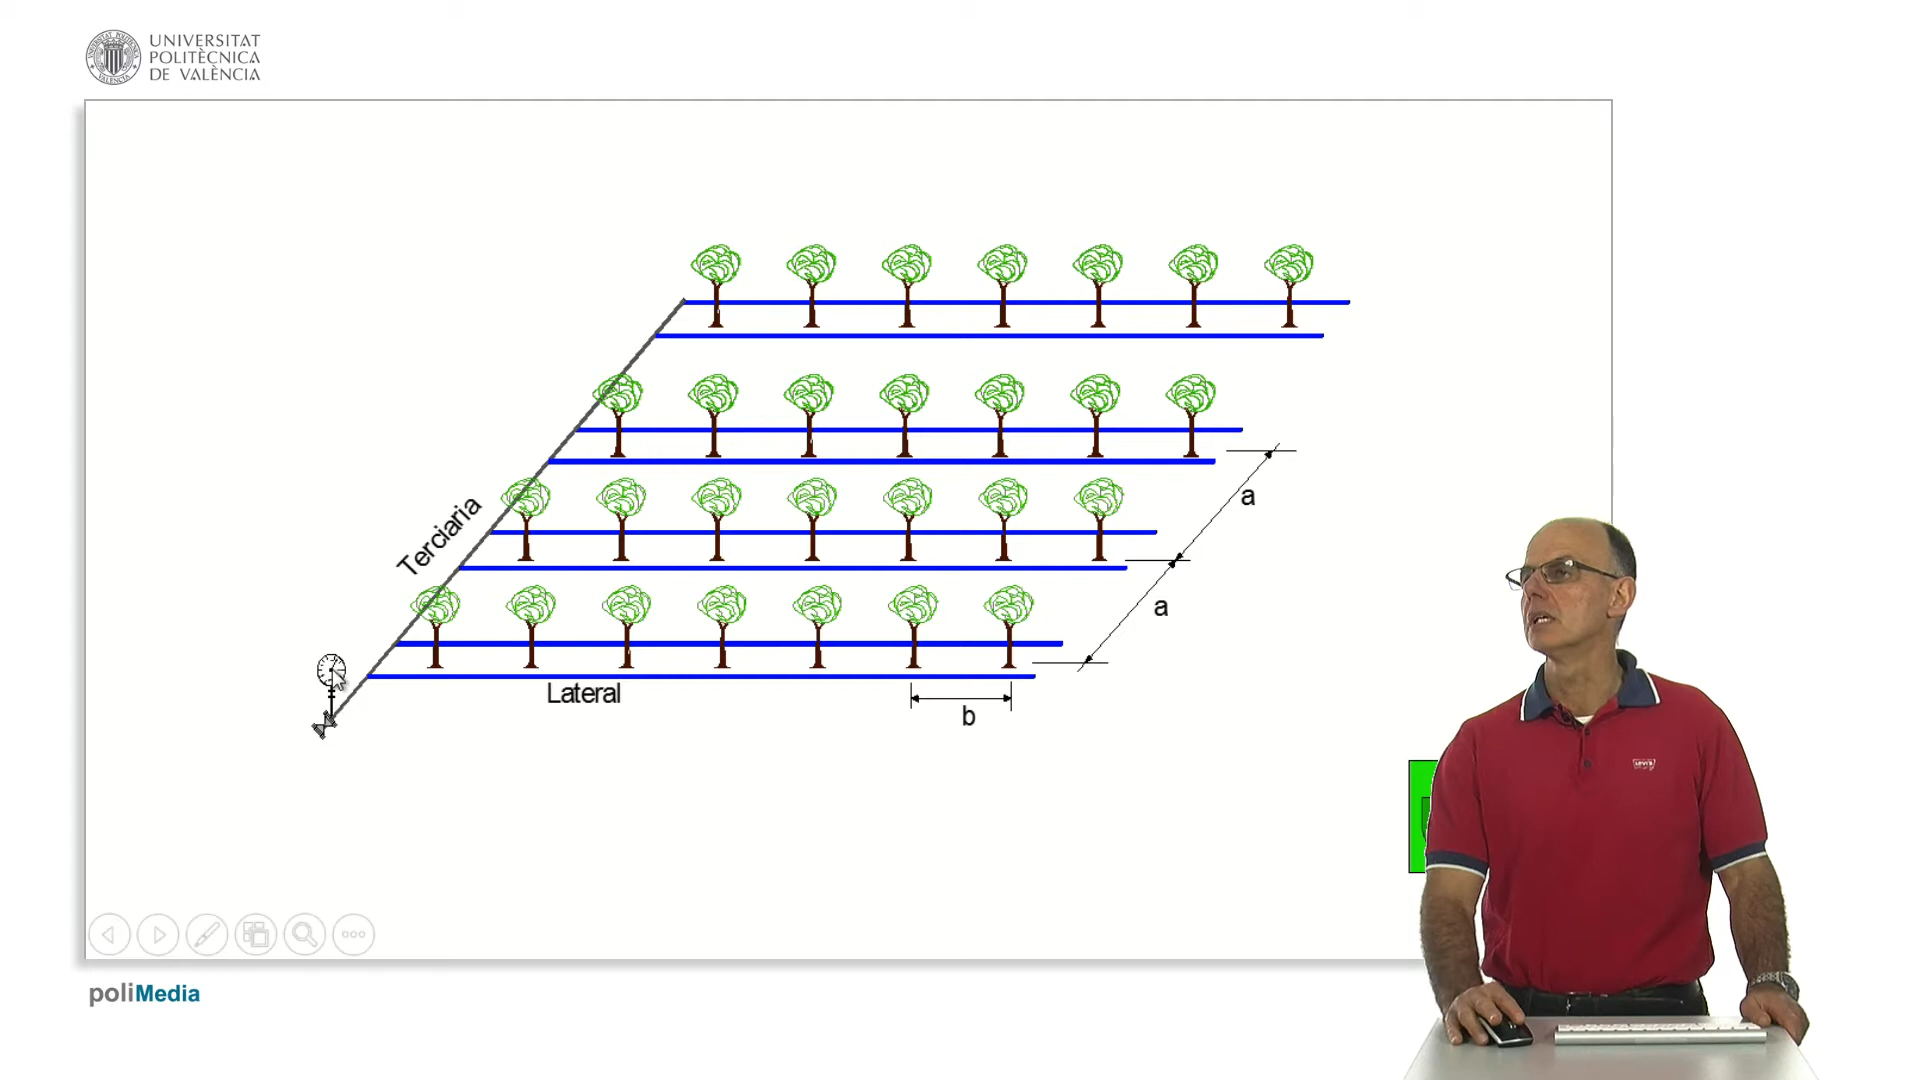 UNIVERSITAT
POLITÈCNICA
DE VALÈNCIA
Terciaria
a
a
Lateral
b
poliMedia